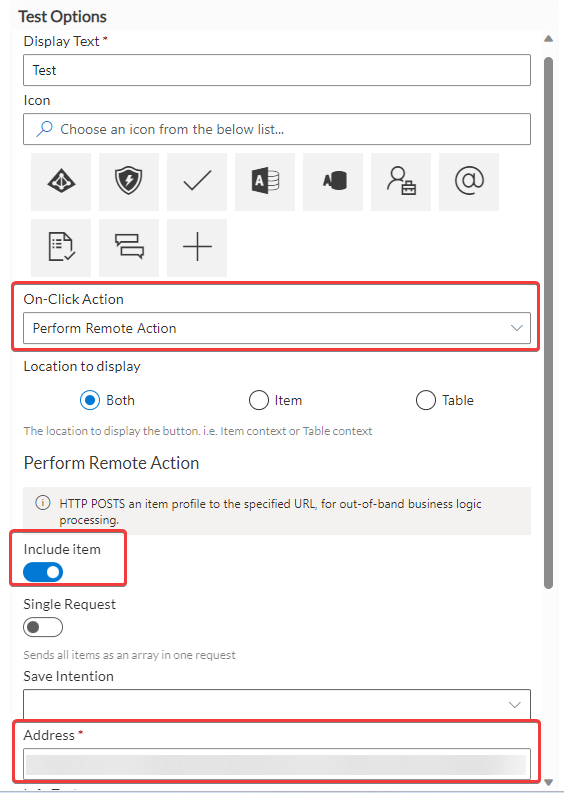 Test Options
Display Text *
Test
Icon
Choose an icon from the below list...
On-Click Action
Perform Remote Action
Location to display
Both
Item
Table
The location to display the button. i.e. Item context or Table context
Perform Remote Action
HTTP POSTS an item profile to the specified URL, for out-of-band business logic
processing.
Include item
Single Request
Sends all items as an array in one request
Save Intention
Address *